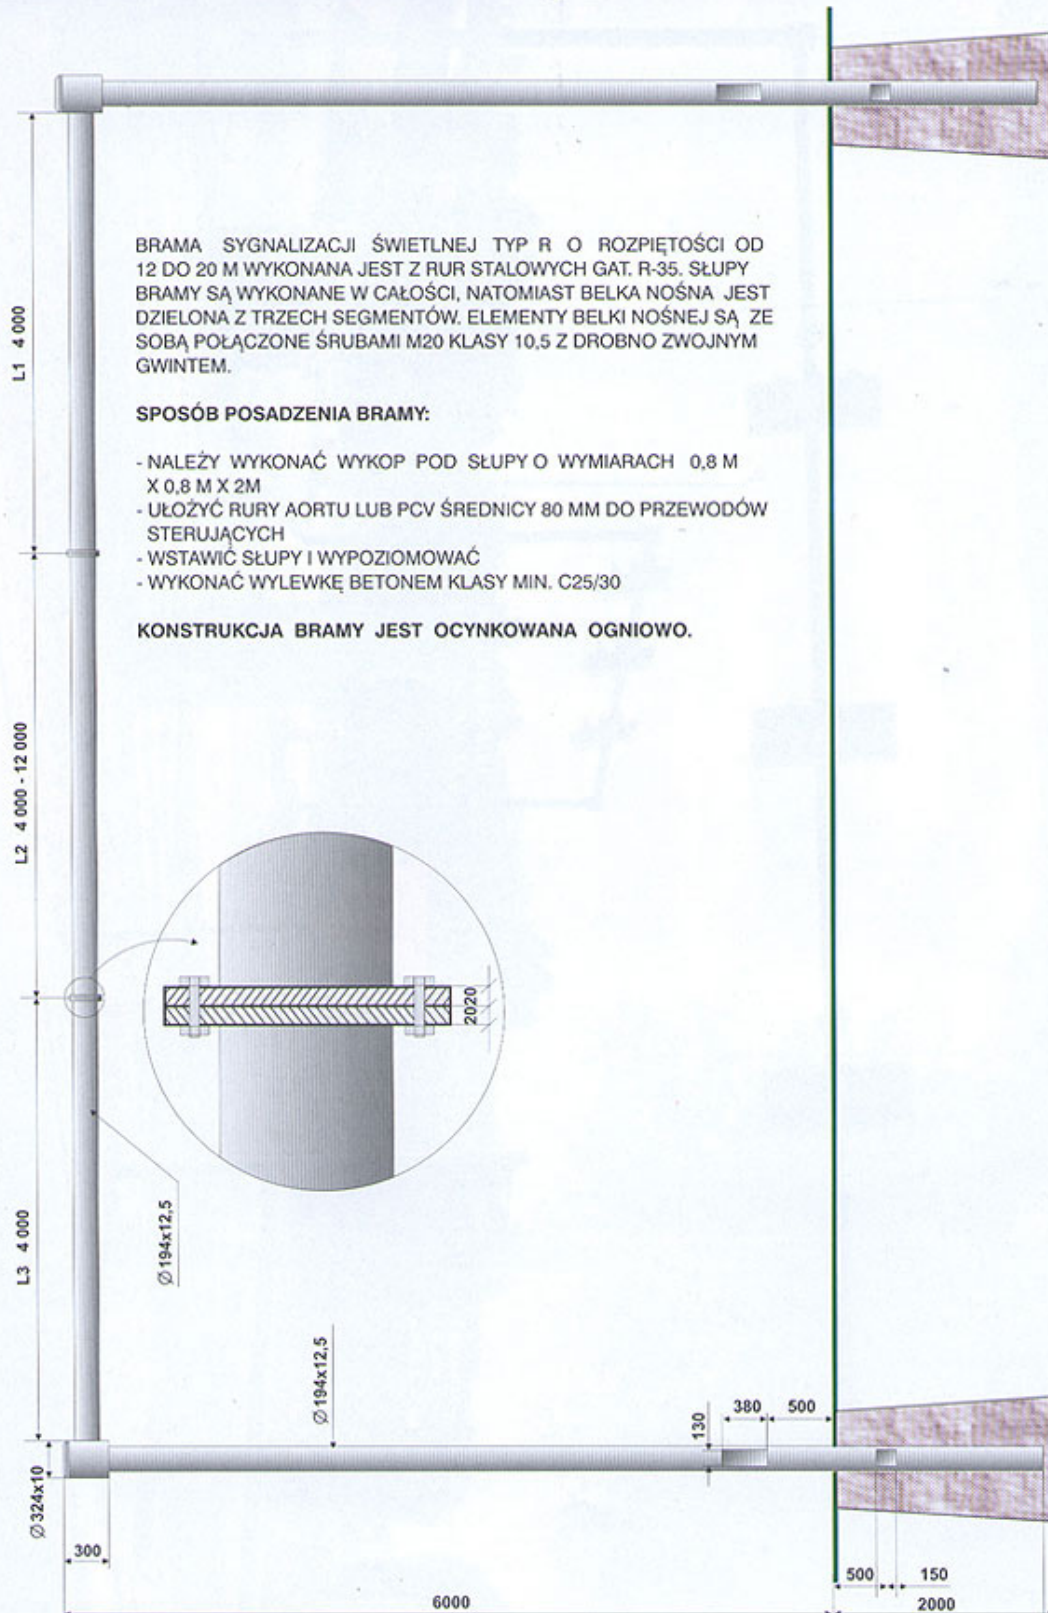 BRAMA SYGNALIZACJI ŚWIETLNEJ TYP R O ROZPIĘTOŚCI OD
12 DO 20 M WYKONANA JEST Z RUR STALOWYCH GAT. R-35. SŁUPY
BRAMY SĄ WYKONANE W CAŁOŚCI, NATOMIAST BELKA NOŚNA JEST
DZIELONA Z TRZECH SEGMENTÓW. ELEMENTY BELKI NOŚNEJ SĄ ZE
SOBĄ POŁĄCZONE ŚRUBAMI M20 KLASY 10,5 Z DROBNO ZWOJNYM
GWINTEM.
SPOSÓB POSADZENIA BRAMY:
- NALEŻY WYKONAĆ WYKOP POD SŁUPY O WYMIARACH 0,8 M
X 0,8 M X 2M
- UŁOŻYĆ RURY AORTU LUB PCV ŚREDNICY 80 MM DO PRZEWODÓW
STERUJĄCYCH
- WSTAWIĆ SŁUPY I WYPOZIOMOWAĆ
- WYKONAĆ WYLEWKĘ BETONEM KLASY MIN. C25/30
KONSTRUKCJA BRAMY JEST OCYNKOWANA OGNIOWO.
L1 4 000
L2 4 000 - 12 000
L3 4 000
2020
Ø194x12,5
Ø194x12,5
130
380
500
Ø324x10
300
500
150
6000
2000